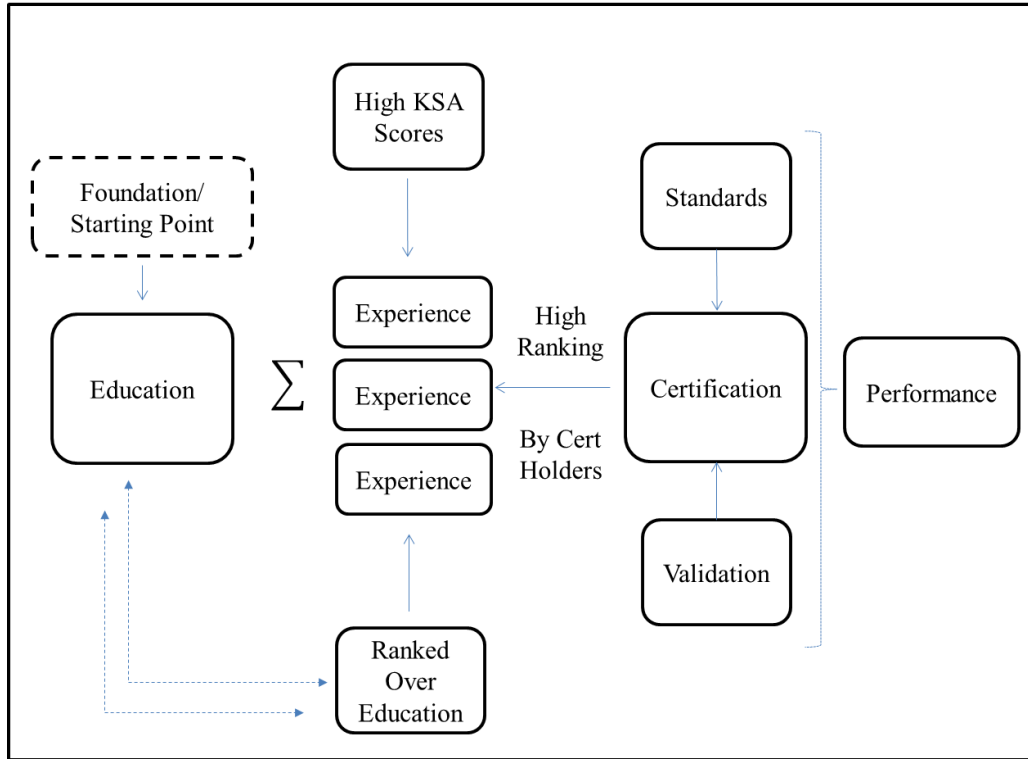 High KSA
Scores
Foundation/
Starting Point
Standards
Experience
High
Ranking
Education
∑
Experience
Certification
Performance
By Cert
Holders
Experience
Validation
Ranked
Over
Education